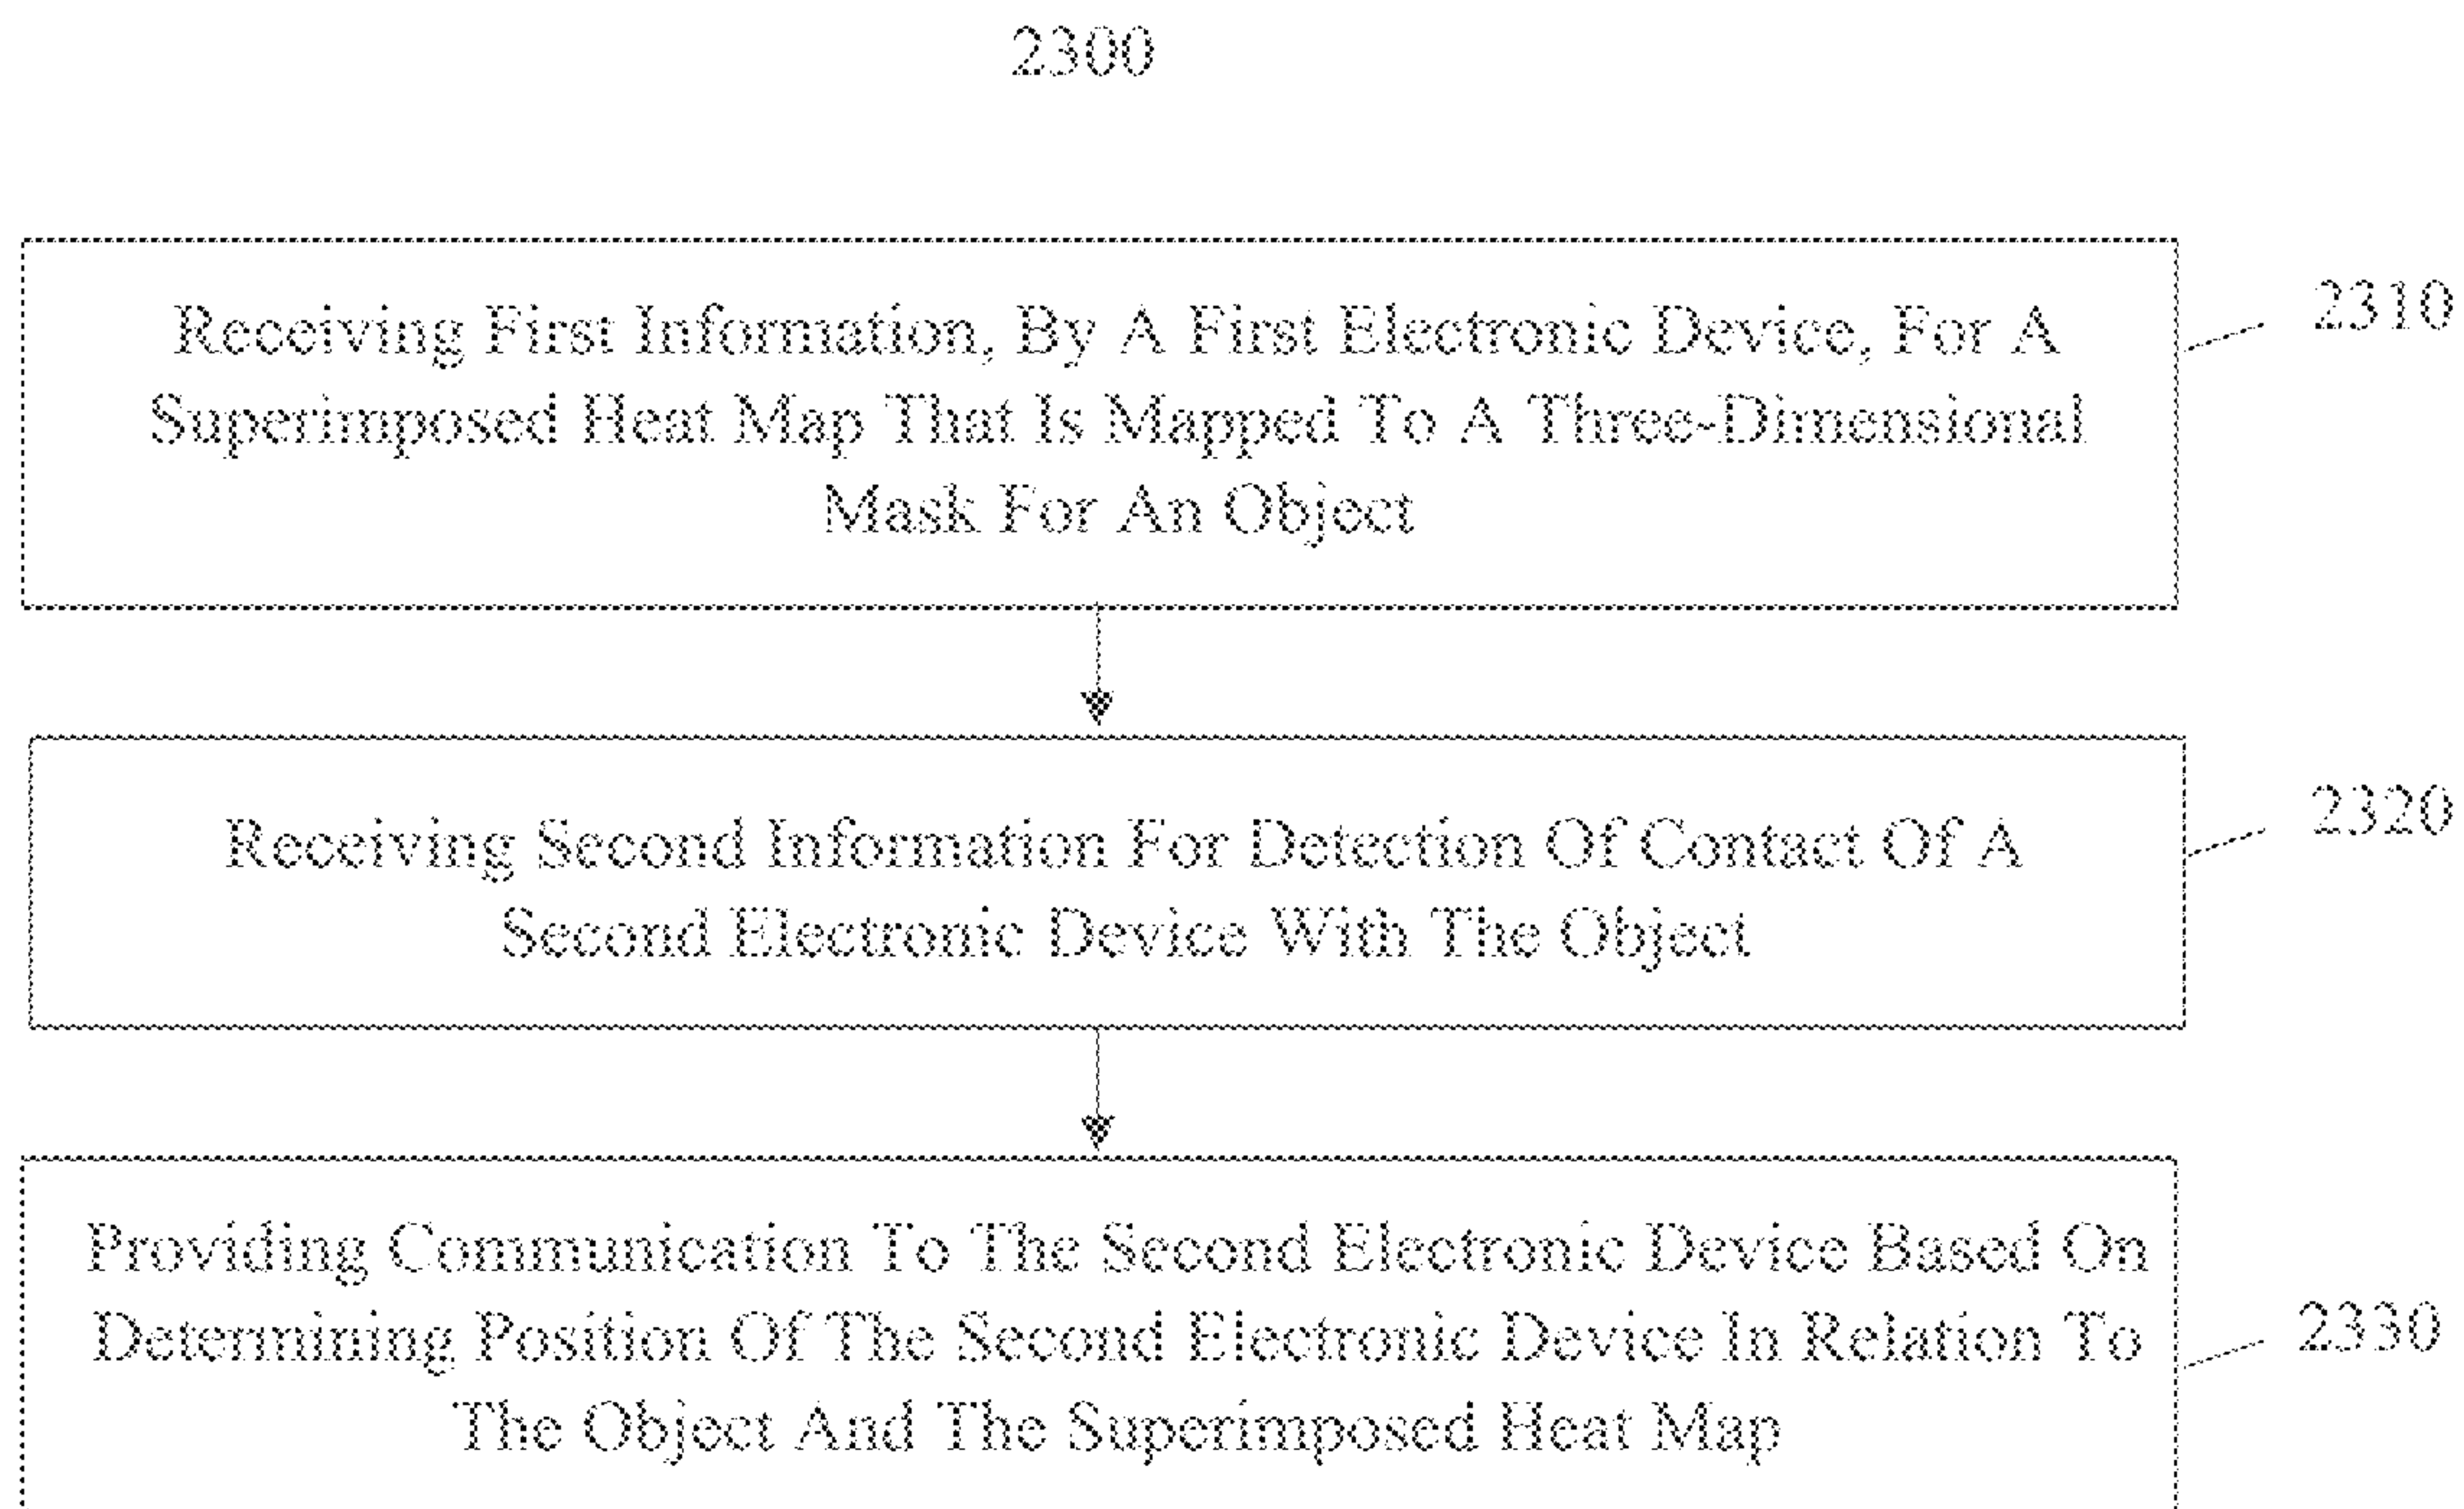 2300
Receiving First Information, By A First Electronic Device, For A
2310
Superimposed Heat Map That Is Mapped To A Three-Dimensional
Mask For An Object
Receiving Second Information For Detection Of Contact Of A
2320
Second Electronic Device With The Object
Providing Communication To The Second Electronic Device Based On
Determining Position Of The Second Electronic Device In Relation To
2330
The Object And The Superimposed Heat Map